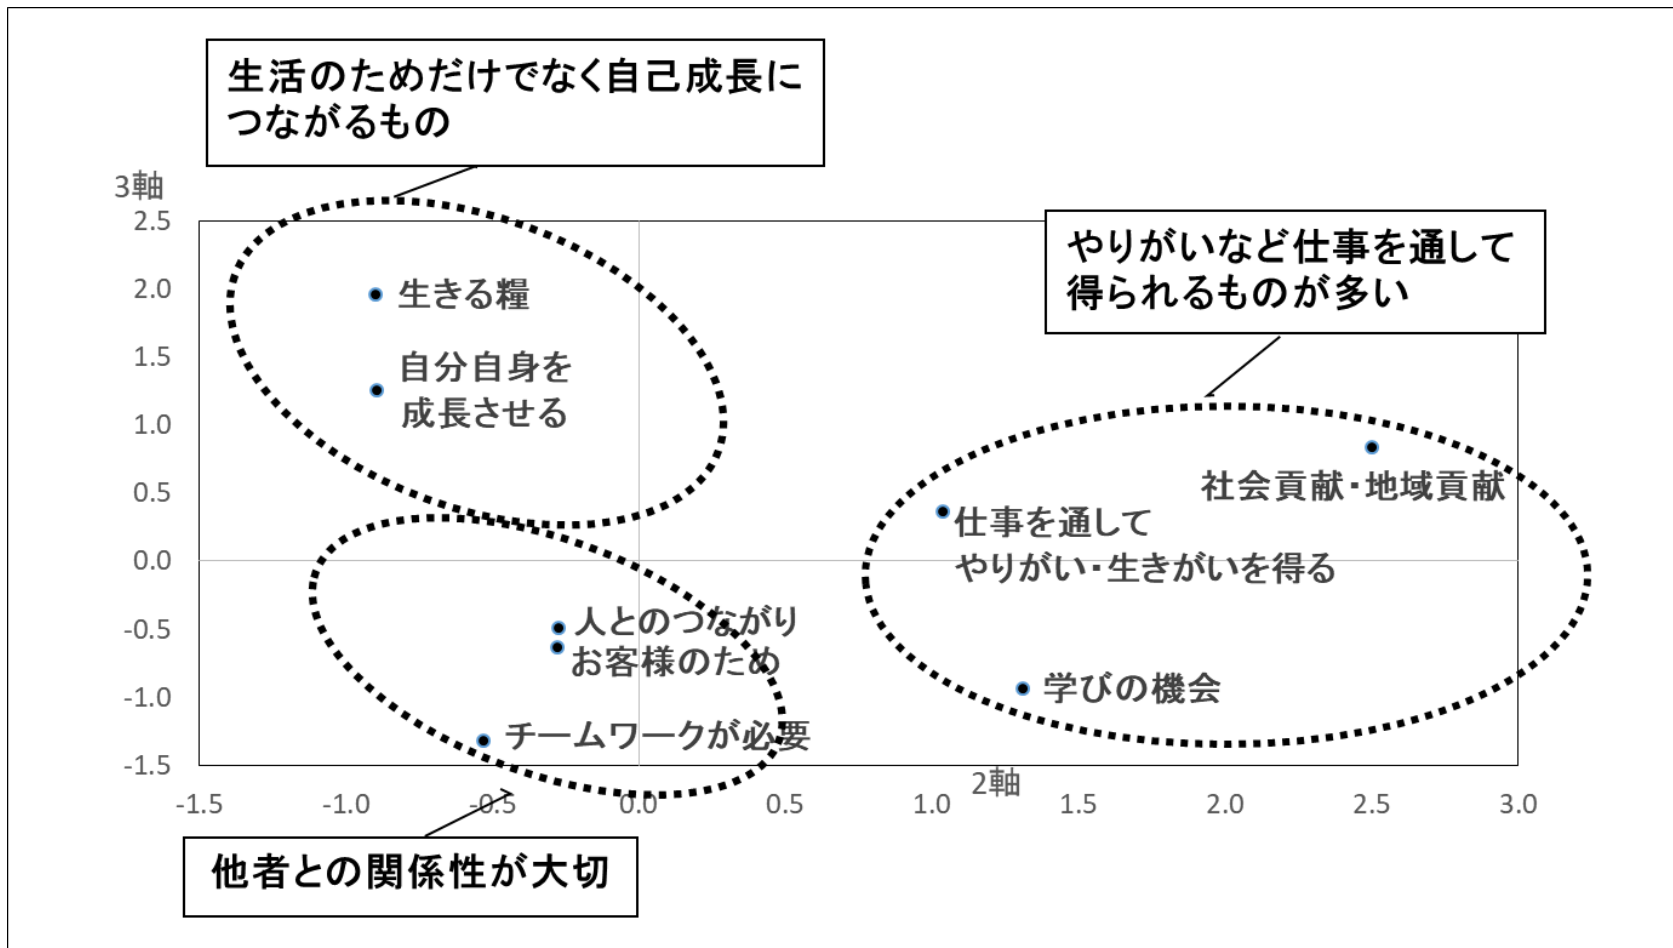 生活のためだけでなく自己成長に
つながるもの
3軸
2.5
2.0
1.5
1.0
0.5
0.0
-0.5
-1.0
-1.5
やりがいなど仕事を通して
得られるものが多い
生きる糧
自分自身を
成長させる
社会貢献・地域貢献
仕事を通して
やりがい・生きがいを得る
人とのつながり
お客様のため
学びの機会
チームワークが必要
2軸
-1.5 -1.0 -0.5 0.0 0.5 1.0 1.5 2.0 2.5 3.0
他者との関係性が大切